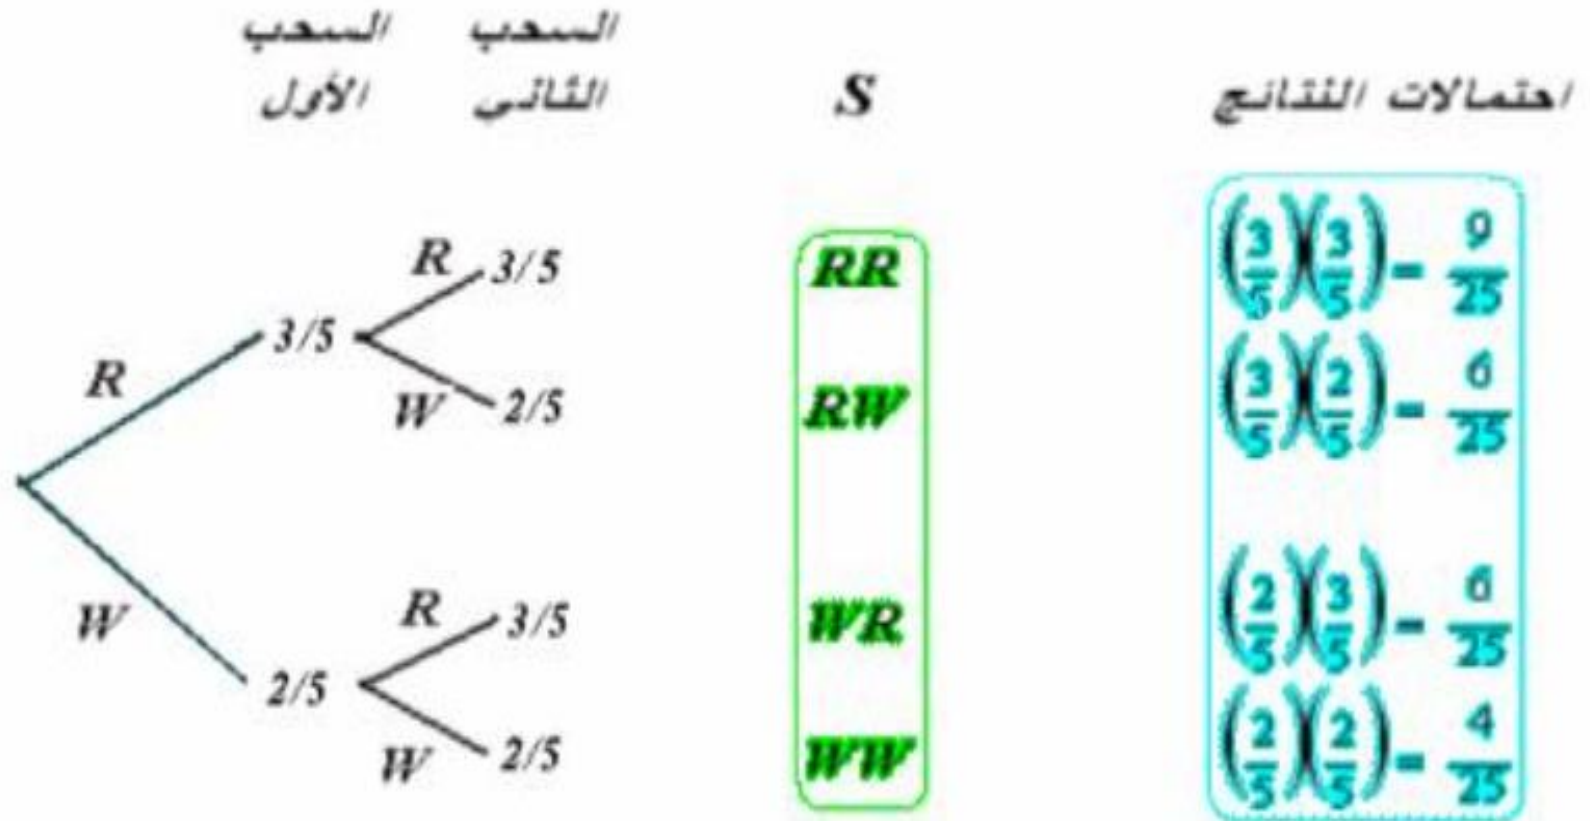 السحب الأول
السحب الثاني
S
احتمالات النتائج
R 3/5
R 3/5
W 2/5
W 2/5
R 3/5
W 2/5
RR
RW
WR
WW
(3/5)(3/5) = 9/25
(3/5)(2/5) = 6/25
(2/5)(3/5) = 6/25
(2/5)(2/5) = 4/25